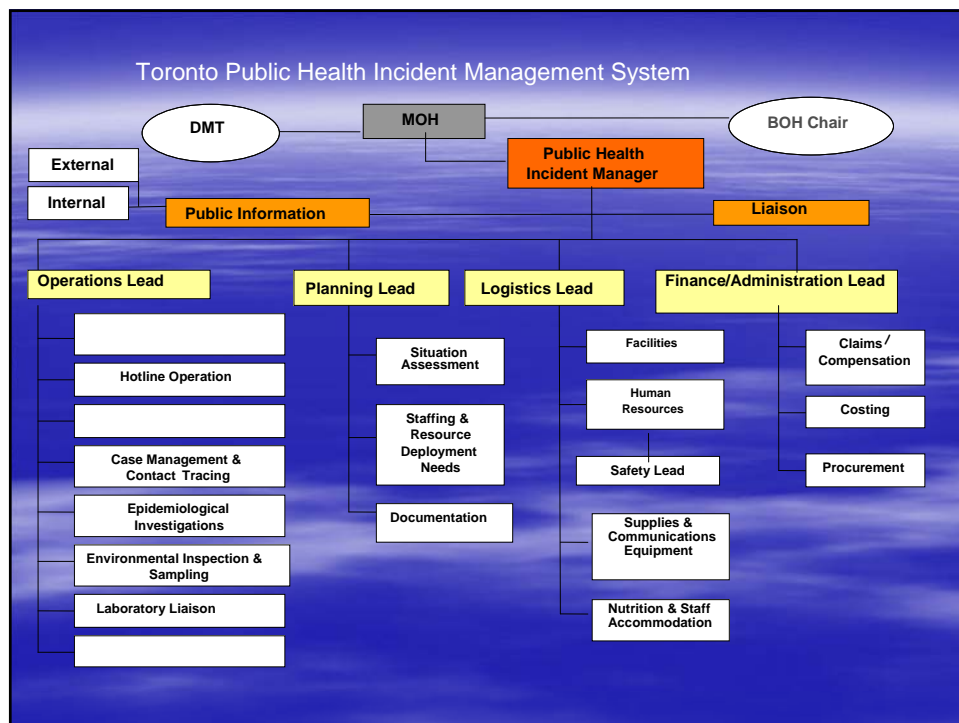 Toronto Public Health Incident Management System
DMT
MOH
BOH Chair
Public Health
Incident Manager
External
Internal
Public Information
Liaison
Operations Lead
Hotline Operation
Case Management &
Contact Tracing
Epidemiological
Investigations
Environmental Inspection &
Sampling
Laboratory Liaison
Planning Lead
Situation
Assessment
Staffing &
Resource
Deployment
Needs
Documentation
Logistics Lead
Facilities
Human
Resources
Safety Lead
Supplies &
Communications
Equipment
Nutrition & Staff
Accommodation
Finance/Administration Lead
Claims/
Compensation
Costing
Procurement